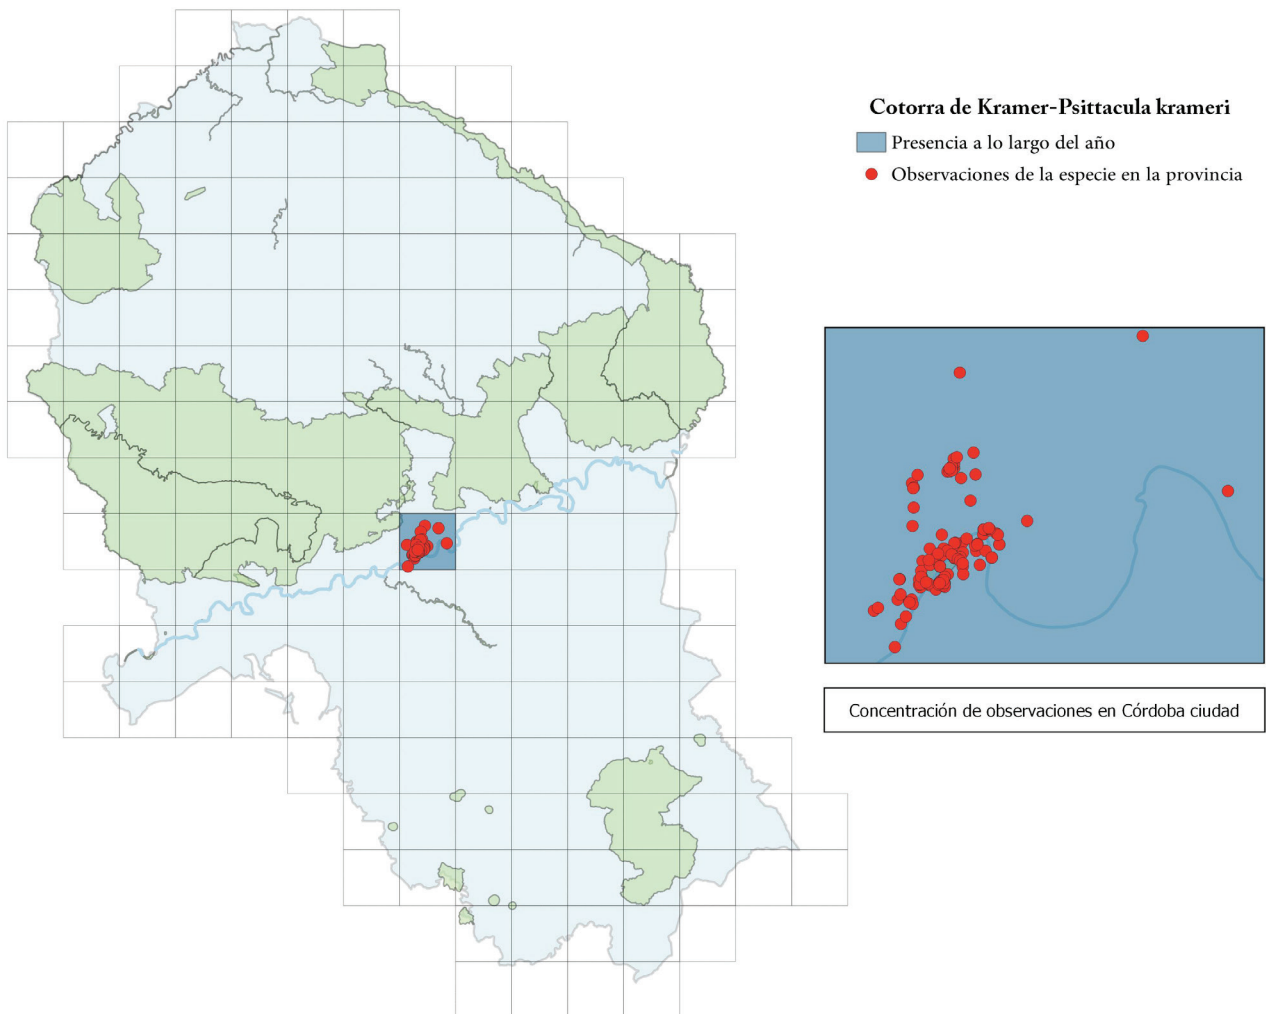 Cotorra de Kramer-Psittacula krameri
Presencia a lo largo del año
Observaciones de la especie en la provincia
Concentración de observaciones en Córdoba ciudad